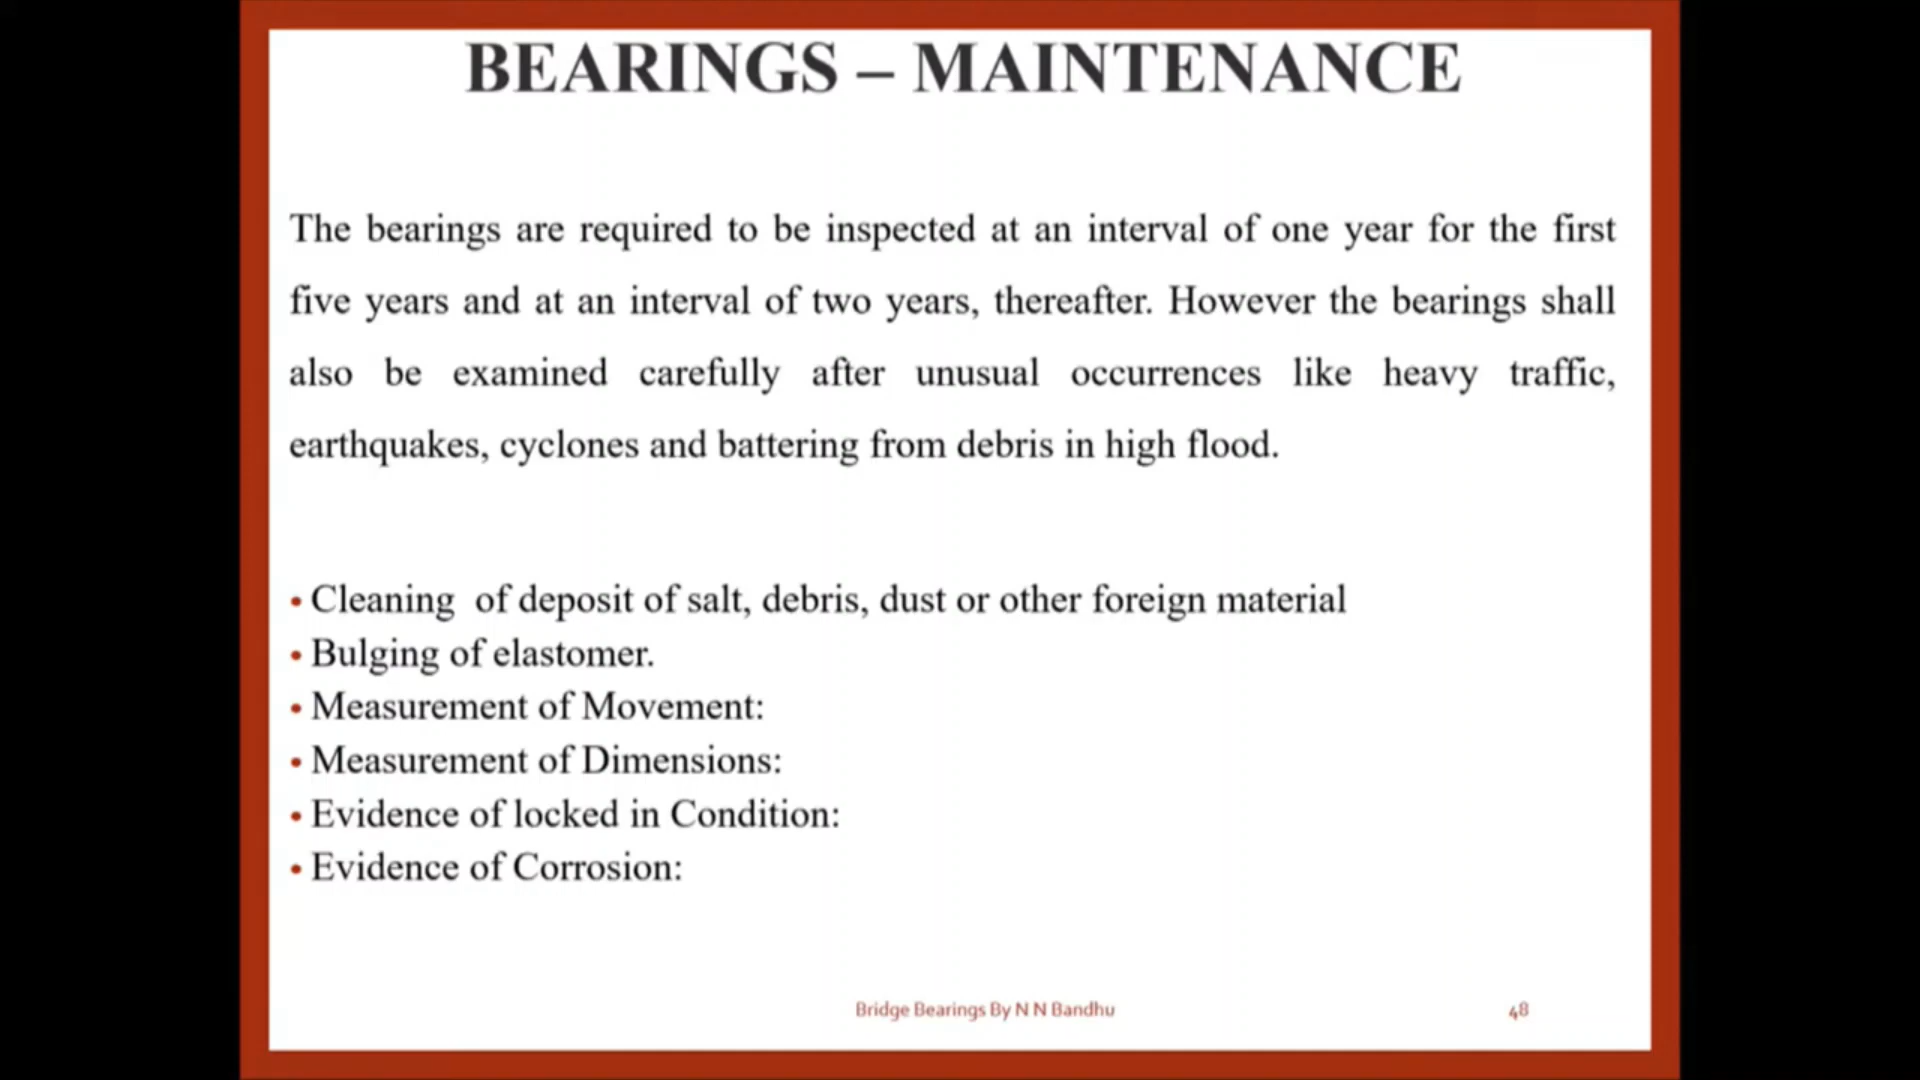 BEARINGS – MAINTENANCE
The bearings are required to be inspected at an interval of one year for the first
five years and at an interval of two years, thereafter. However the bearings shall
also be examined carefully after unusual occurrences like heavy traffic,
earthquakes, cyclones and battering from debris in high flood.
• Cleaning  of deposit of salt, debris, dust or other foreign material
• Bulging of elastomer.
• Measurement of Movement:
• Measurement of Dimensions:
• Evidence of locked in Condition:
• Evidence of Corrosion:
Bridge Bearings By N N Bandhu 48